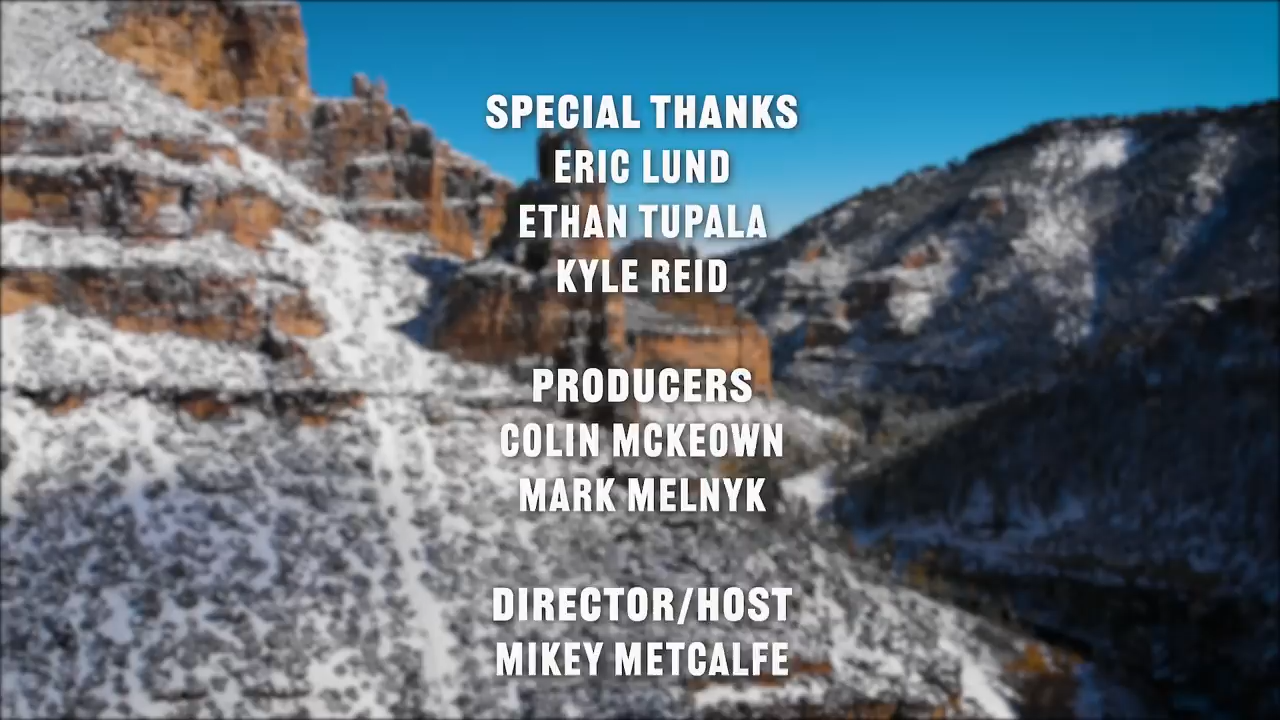 SPECIAL THANKS
ERIC LUND
ETHAN TUPALA
KYLE REID
PRODUCERS
COLIN MCKEOWN
MARK MELNYK
DIRECTOR/HOST
MIKEY METCALFE